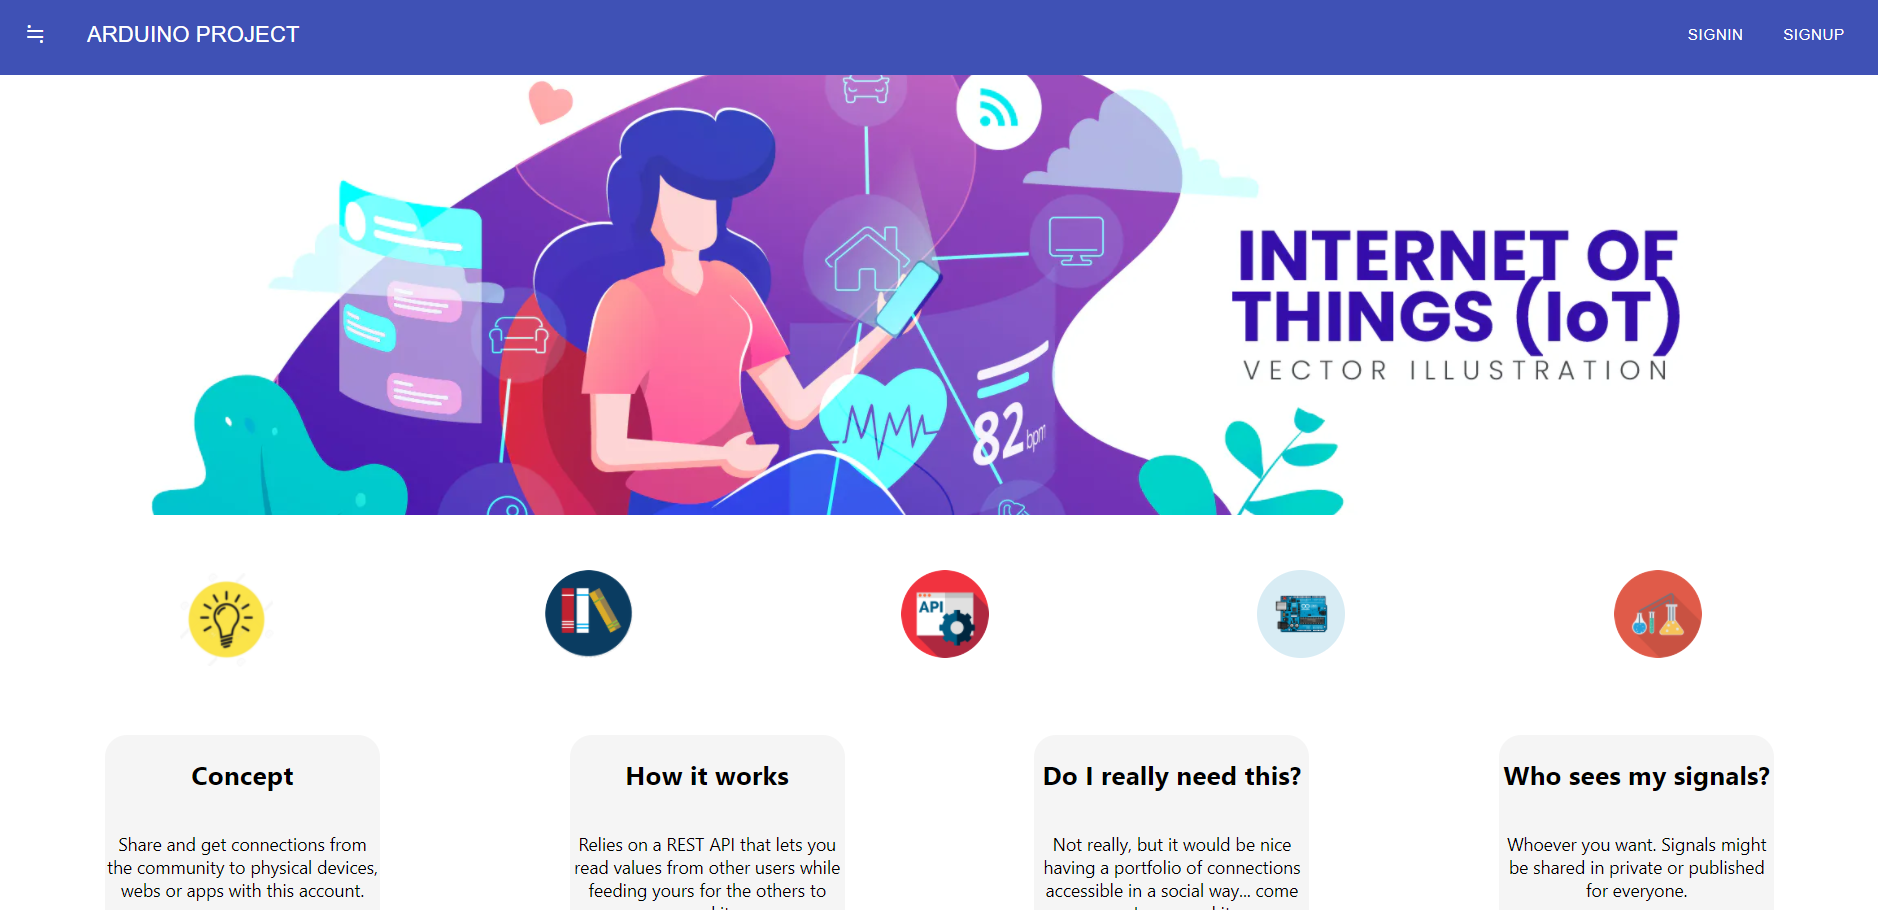 ARDUINO PROJECT
SIGNIN
SIGNUP
INTERNET OF
THINGS (IoT)
VECTOR ILLUSTRATION
82 bpm
API
Concept
Share and get connections from
the community to physical devices,
webs or apps with this account.
How it works
Relies on a REST API that lets you
read values from other users while
feeding yours for the others to
Do I really need this?
Not really, but it would be nice
having a portfolio of connections
accessible in a social way... come
Who sees my signals?
Whoever you want. Signals might
be shared in private or published
for everyone.